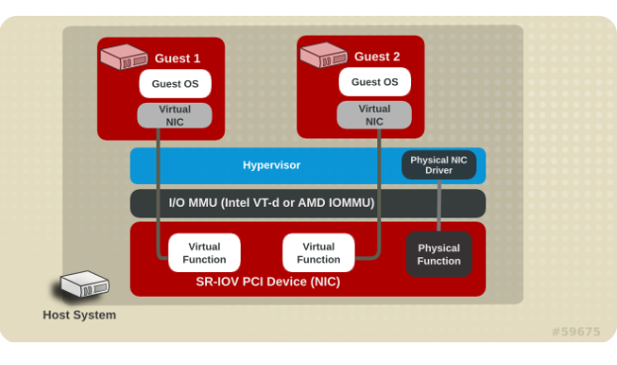 Guest 1
Guest OS
Virtual
NIC
Guest 2
Guest OS
Virtual
NIC
Hypervisor
Physical NIC
Driver
I/O MMU (Intel VT-d or AMD IOMMU)
Virtual
Function
Virtual
Function
Physical
Function
SR-IOV PCI Device (NIC)
Host System
#59675